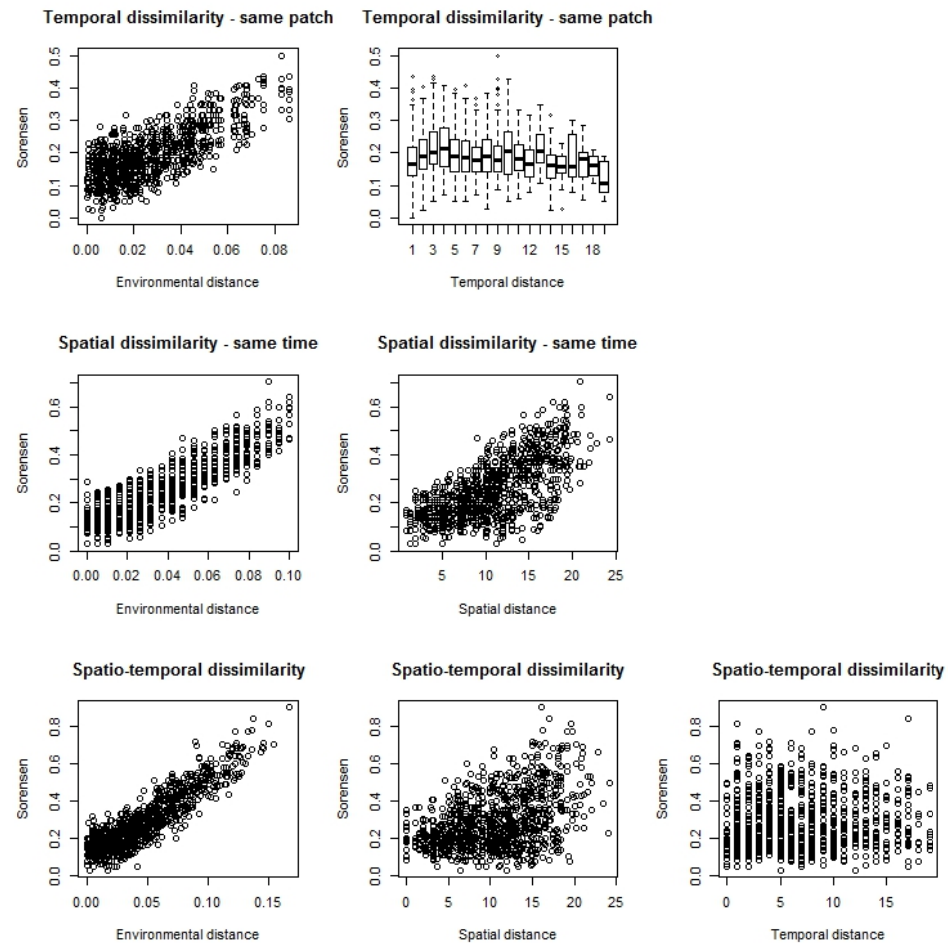 Temporal dissimilarity - same patch
Sorensen
0.0 0.1 0.2 0.3 0.4 0.5
0.00 0.02 0.04 0.06 0.08
Environmental distance
Temporal dissimilarity - same patch
Sorensen
0.0 0.1 0.2 0.3 0.4 0.5
1 3 5 7 9 12 15 18
Temporal distance
Spatial dissimilarity - same time
Sorensen
0.0 0.2 0.4 0.6
0.00 0.02 0.04 0.06 0.08 0.10
Environmental distance
Spatial dissimilarity - same time
Sorensen
0.0 0.2 0.4 0.6
5 10 15 20 25
Spatial distance
Spatio-temporal dissimilarity
Sorensen
0.0 0.2 0.4 0.6 0.8
0.00 0.05 0.10 0.15
Environmental distance
Spatio-temporal dissimilarity
Sorensen
0.0 0.2 0.4 0.6 0.8
0 5 10 15 20 25
Spatial distance
Spatio-temporal dissimilarity
Sorensen
0.0 0.2 0.4 0.6 0.8
0 5 10 15
Temporal distance